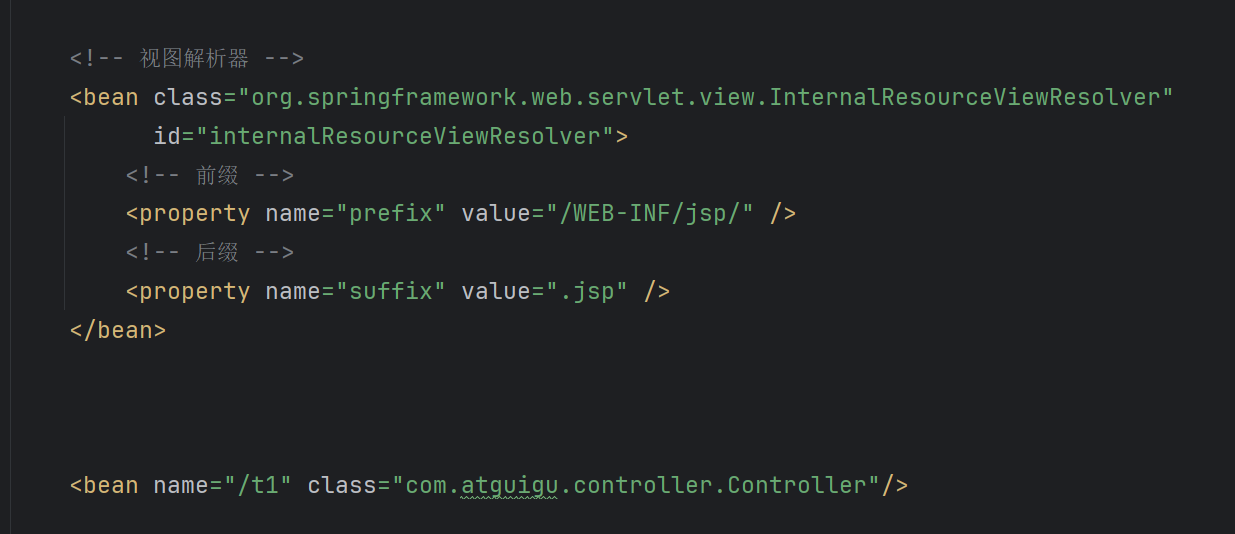 <!-- 视图解析器 -->
<bean class="org.springframework.web.servlet.view.InternalResourceViewResolver"
id="internalResourceViewResolver">
<!-- 前缀 -->
<property name="prefix" value="/WEB-INF/jsp/" />
<!-- 后缀 -->
<property name="suffix" value=".jsp" />
</bean>
<bean name="/t1" class="com.atguigu.controller.Controller"/>